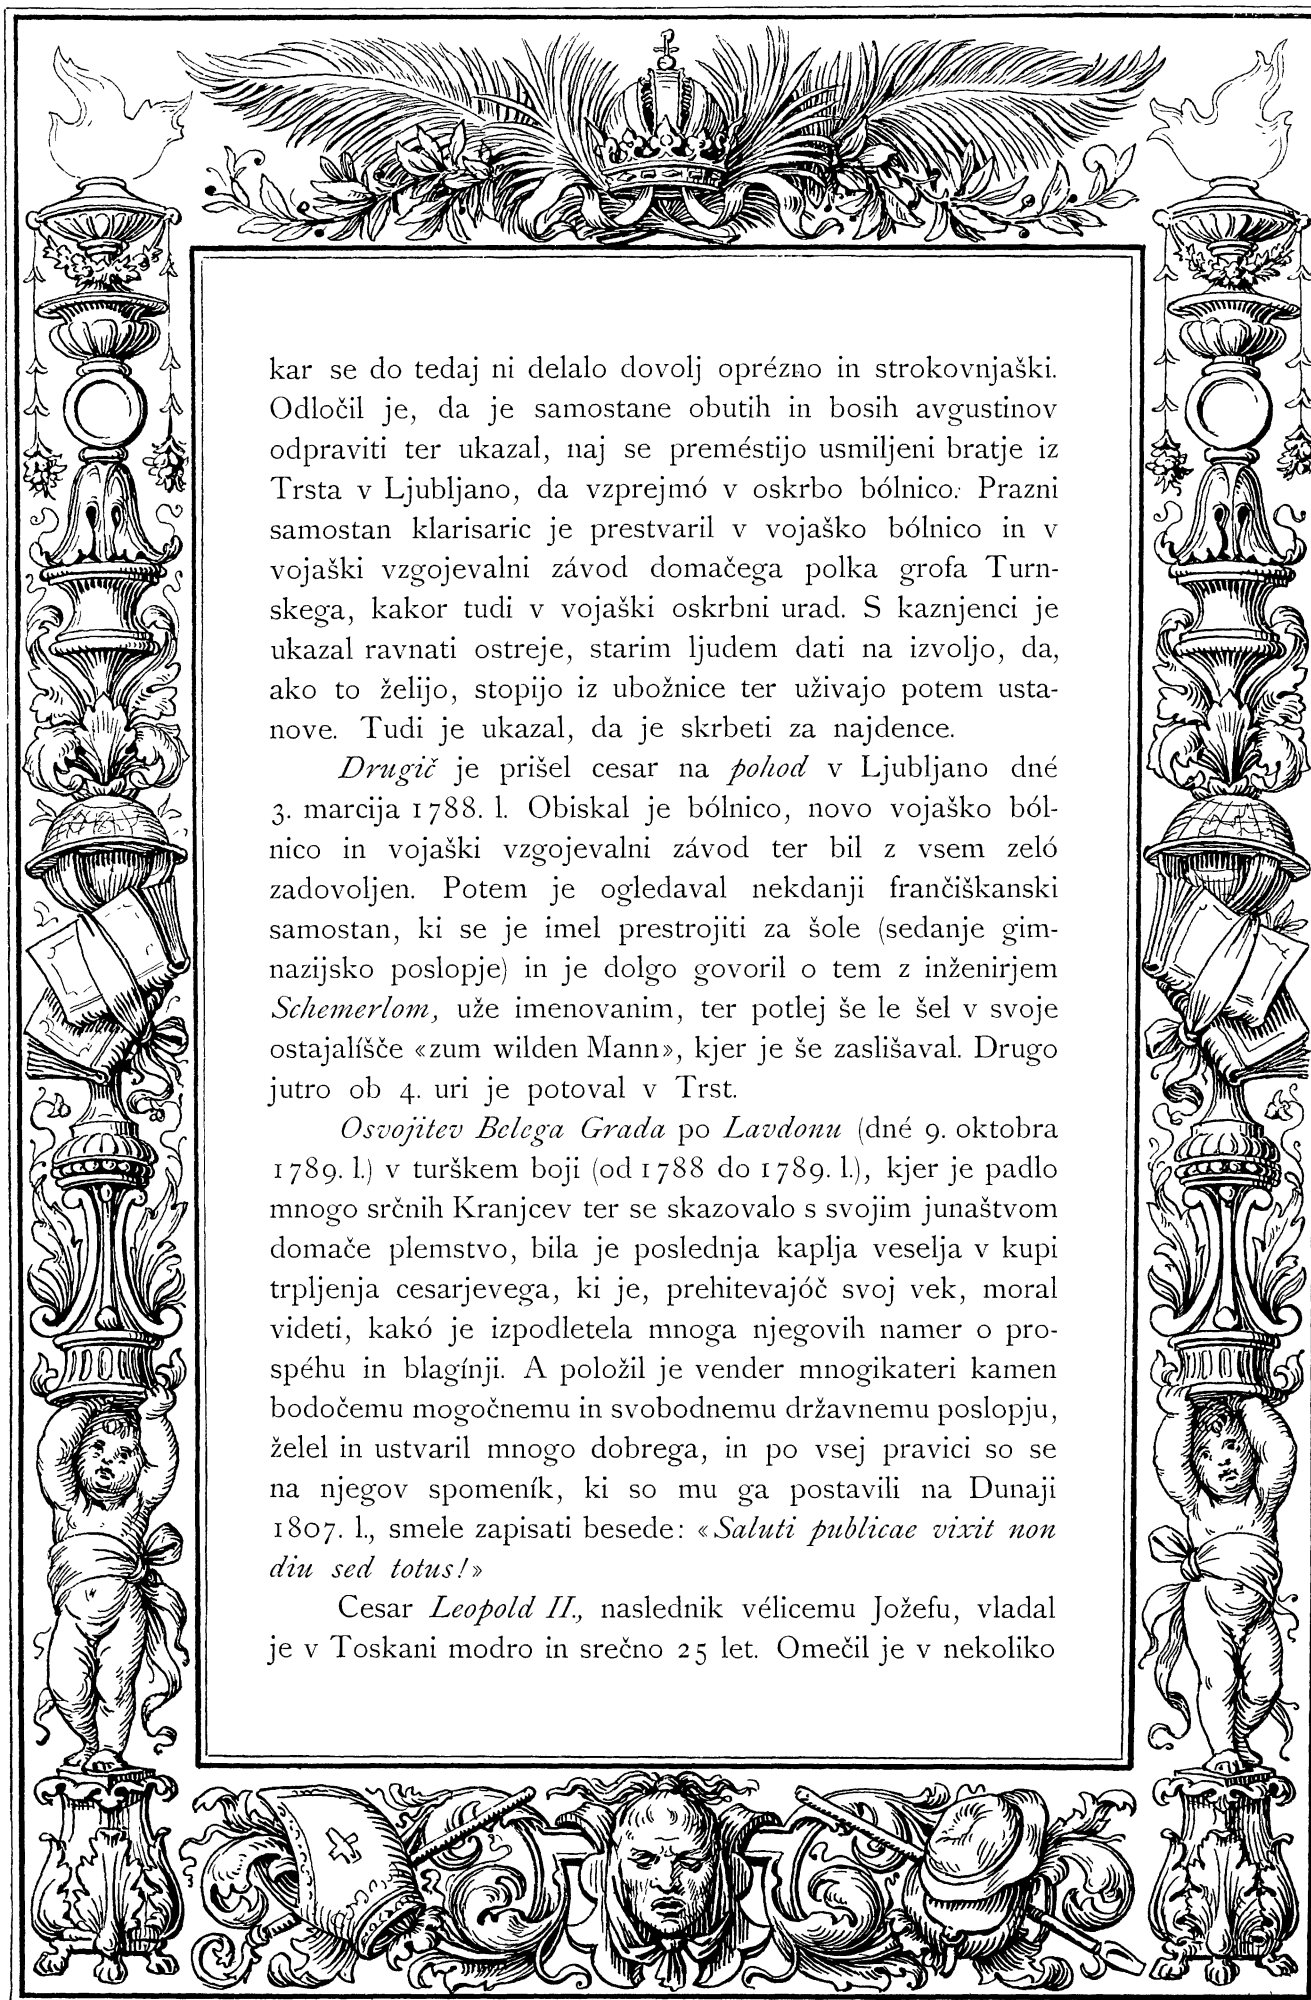 kar se do tedaj ni delalo dovolj oprézno in strokovnjaški.
Odločil je, da je samostane obutih in bosih avgustinov
odpraviti ter ukazal, naj se preméstijo usmiljeni bratje iz
Trsta v Ljubljano, da vzprejmó v oskrbo bólnico. Prazni
samostan klarisaric je prestvaril v vojaško bólnico in v
vojaški vzgojevalni závod domačega polka grofa Turn-
skega, kakor tudi v vojaški oskrbni urad. S kaznjenci je
ukazal ravnati ostreje, starim ljudem dati na izvoljo, da,
ako to želijo, stopijo iz ubožnice ter uživajo potem usta-
nove. Tudi je ukazal, da je skrbeti za najdence.
Drugič je prišel cesar na pohod v Ljubljano dné
3. marcija 1788. l. Obiskal je bólnico, novo vojaško ból-
nico in vojaški vzgojevalni závod ter bil z vsem zeló
zadovoljen. Potem je ogledaval nekdanji frančiškanski
samostan, ki se je imel prestrojiti za šole (sedanje gim-
nazijsko poslopje) in je dolgo govoril o tem z inženirjem
Schemerlom, uže imenovanim, ter potlej še le šel v svoje
ostajalíšče «zum wilden Mann», kjer je še zaslišaval. Drugo
jutro ob 4. uri je potoval v Trst.
Osvojitev Belega Grada po Lavdonu (dné 9. oktobra
1789. l.) v turškem boji (od 1788 do 1789. l.), kjer je padlo
mnogo srčnih Kranjcev ter se skazovalo s svojim junaštvom
domače plemstvo, bila je poslednja kaplja veselja v kupi
trpljenja cesarjevega, ki je, prehitevajóč svoj vek, moral
videti, kakó je izpodletela mnoga njegovih namer o pro-
spéhu in blagínji. A položil je vender mnogikateri kamen
bodočemu mogočnemu in svobodnemu državnemu poslopju,
želel in ustvaril mnogo dobrega, in po vsej pravici so se
na njegov spomeník, ki so mu ga postavili na Dunaji
1807. l., smele zapisati besede: «Saluti publicae vixit non
diu sed totus!»
Cesar Leopold II., naslednik vélicemu Jožefu, vladal
je v Toskani modro in srečno 25 let. Omečil je v nekoliko